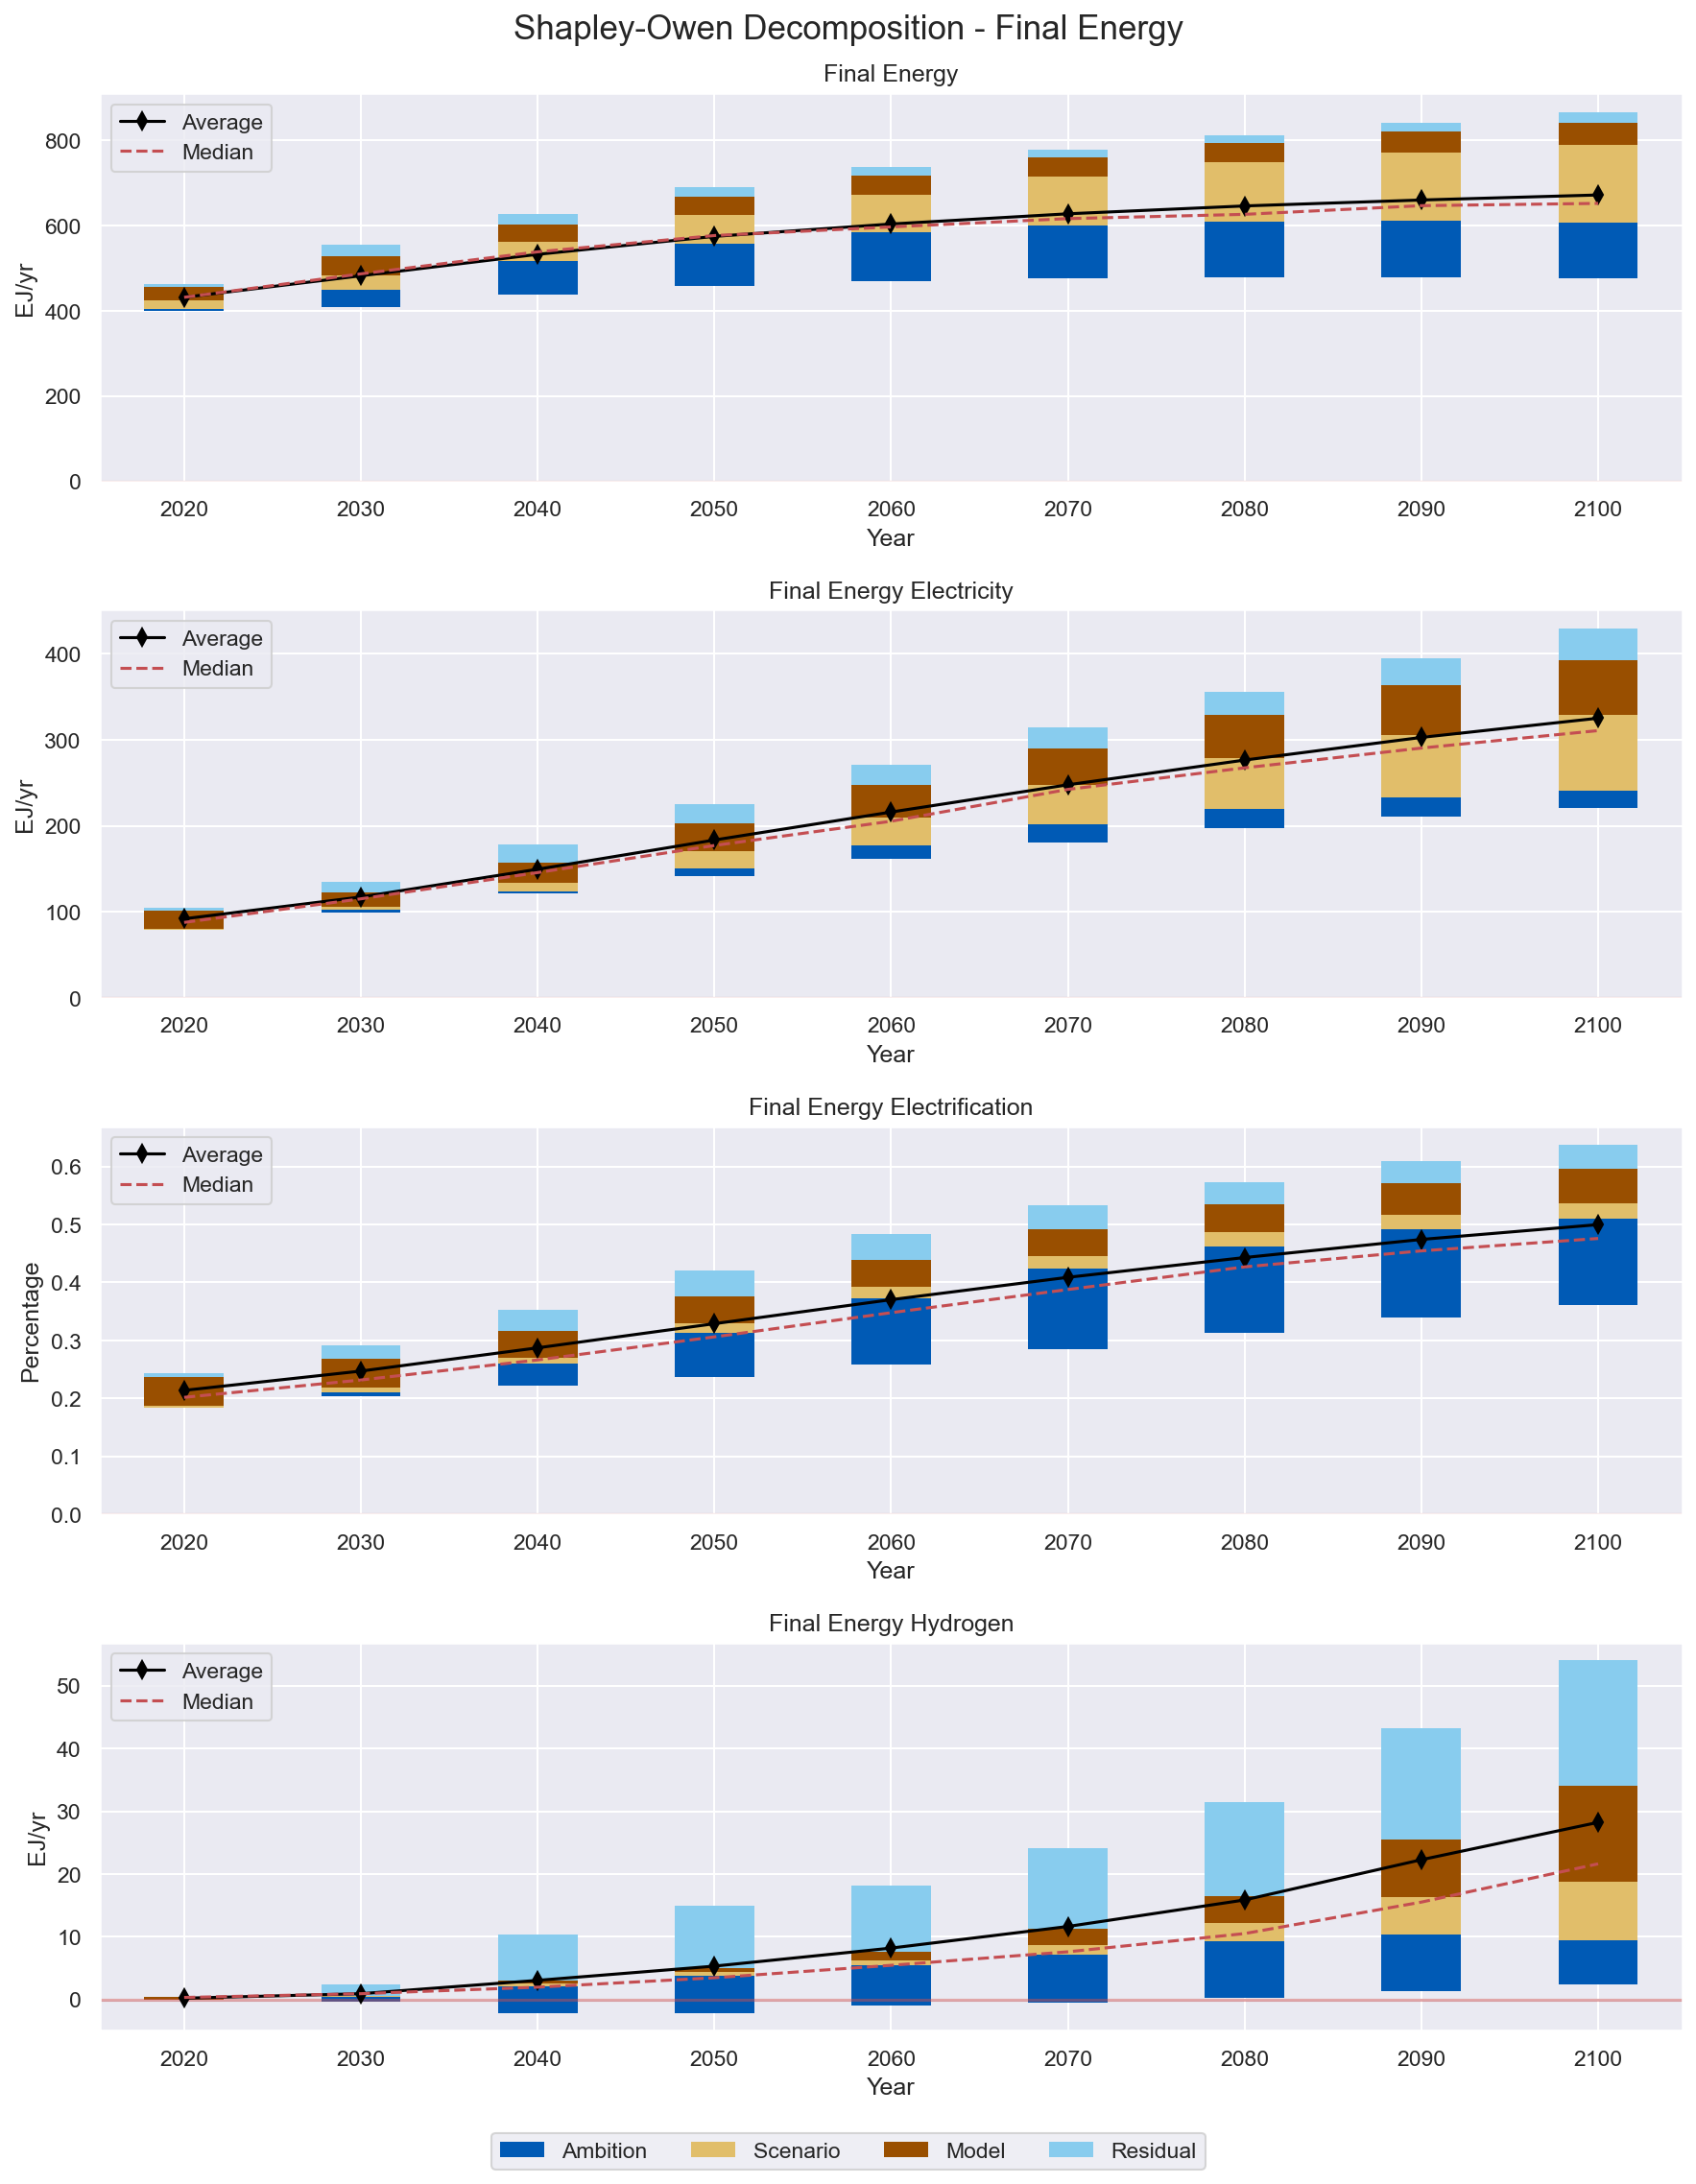 Shapley-Owen Decomposition - Final Energy
Final Energy
Average
Median
800
600
400
200
0
EJ/yr
2020 2030 2040 2050 2060 2070 2080 2090 2100
Year
Final Energy Electricity
Average
Median
400
300
200
100
0
EJ/yr
2020 2030 2040 2050 2060 2070 2080 2090 2100
Year
Final Energy Electrification
Average
Median
0.6
0.5
0.4
0.3
0.2
0.1
0.0
Percentage
2020 2030 2040 2050 2060 2070 2080 2090 2100
Year
Final Energy Hydrogen
Average
Median
50
40
30
20
10
0
EJ/yr
2020 2030 2040 2050 2060 2070 2080 2090 2100
Year
Ambition Scenario Model Residual